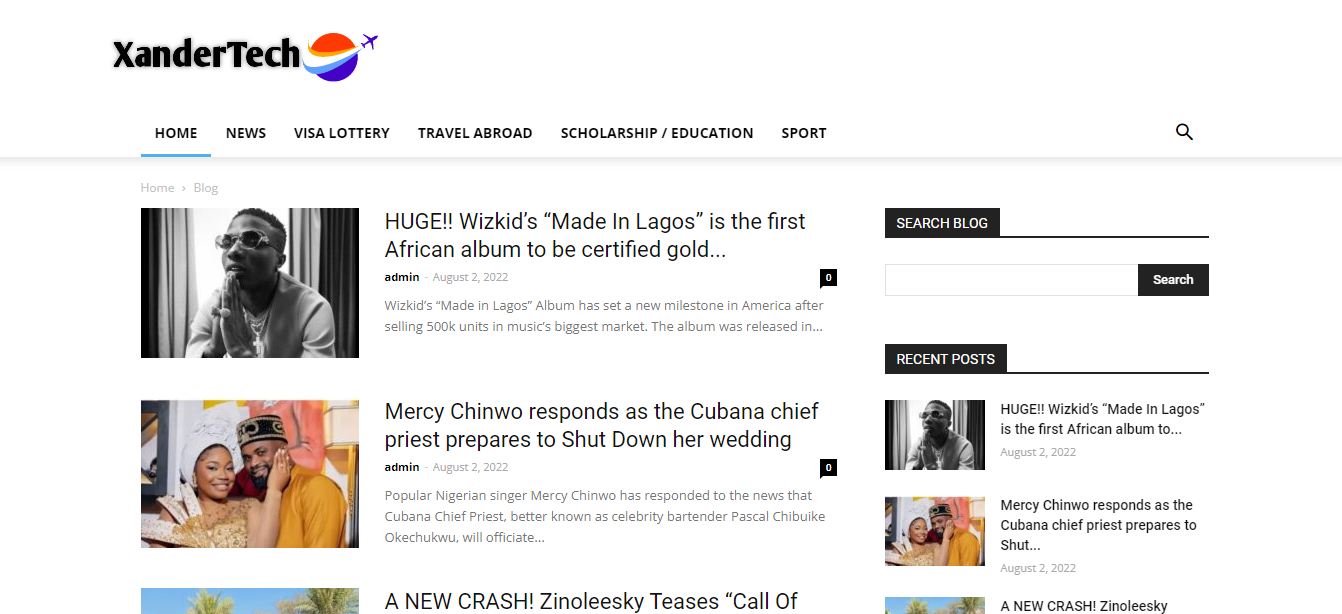 XanderTech
HOME NEWS VISA LOTTERY TRAVEL ABROAD SCHOLARSHIP / EDUCATION SPORT
Home › Blog
HUGE!! Wizkid’s “Made In Lagos” is the first
African album to be certified gold...
admin - August 2, 2022
0
Wizkid’s “Made in Lagos” Album has set a new milestone in America after
selling 500k units in music’s biggest market. The album was released in...
Mercy Chinwo responds as the Cubana chief
priest prepares to Shut Down her wedding
admin - August 2, 2022
0
Popular Nigerian singer Mercy Chinwo has responded to the news that
Cubana Chief Priest, better known as celebrity bartender Pascal Chibuike
Okechukwu, will officiate...
A NEW CRASH! Zinoleesky Teases “Call Of
SEARCH BLOG
Search
RECENT POSTS
HUGE!! Wizkid’s “Made In Lagos”
is the first African album to...
August 2, 2022
Mercy Chinwo responds as the
Cubana chief priest prepares to
Shut...
August 2, 2022
A NEW CRASH! Zinoleesky